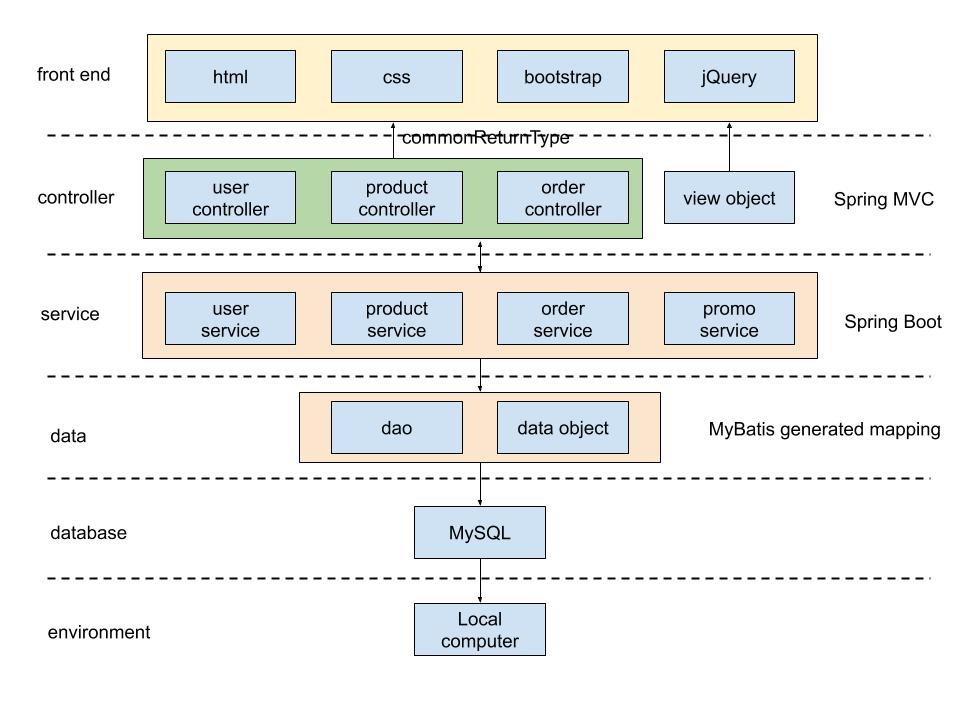 front end
html
css
bootstrap
jQuery
commonReturnType
controller
user
controller
product
controller
order
controller
view object
Spring MVC
service
user
service
product
service
order
service
promo
service
Spring Boot
data
dao
data object
MyBatis generated mapping
database
MySQL
environment
Local
computer